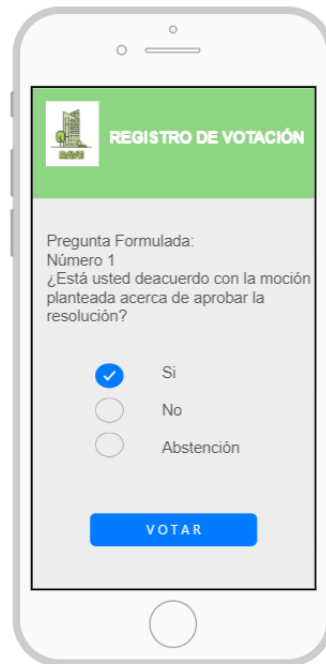 RAVE
REGISTRO DE VOTACIÓN
Pregunta Formulada:
Número 1
¿Está usted deacuerdo con la moción
planteada acerca de aprobar la
resolución?
Si
No
Abstención
VOTAR